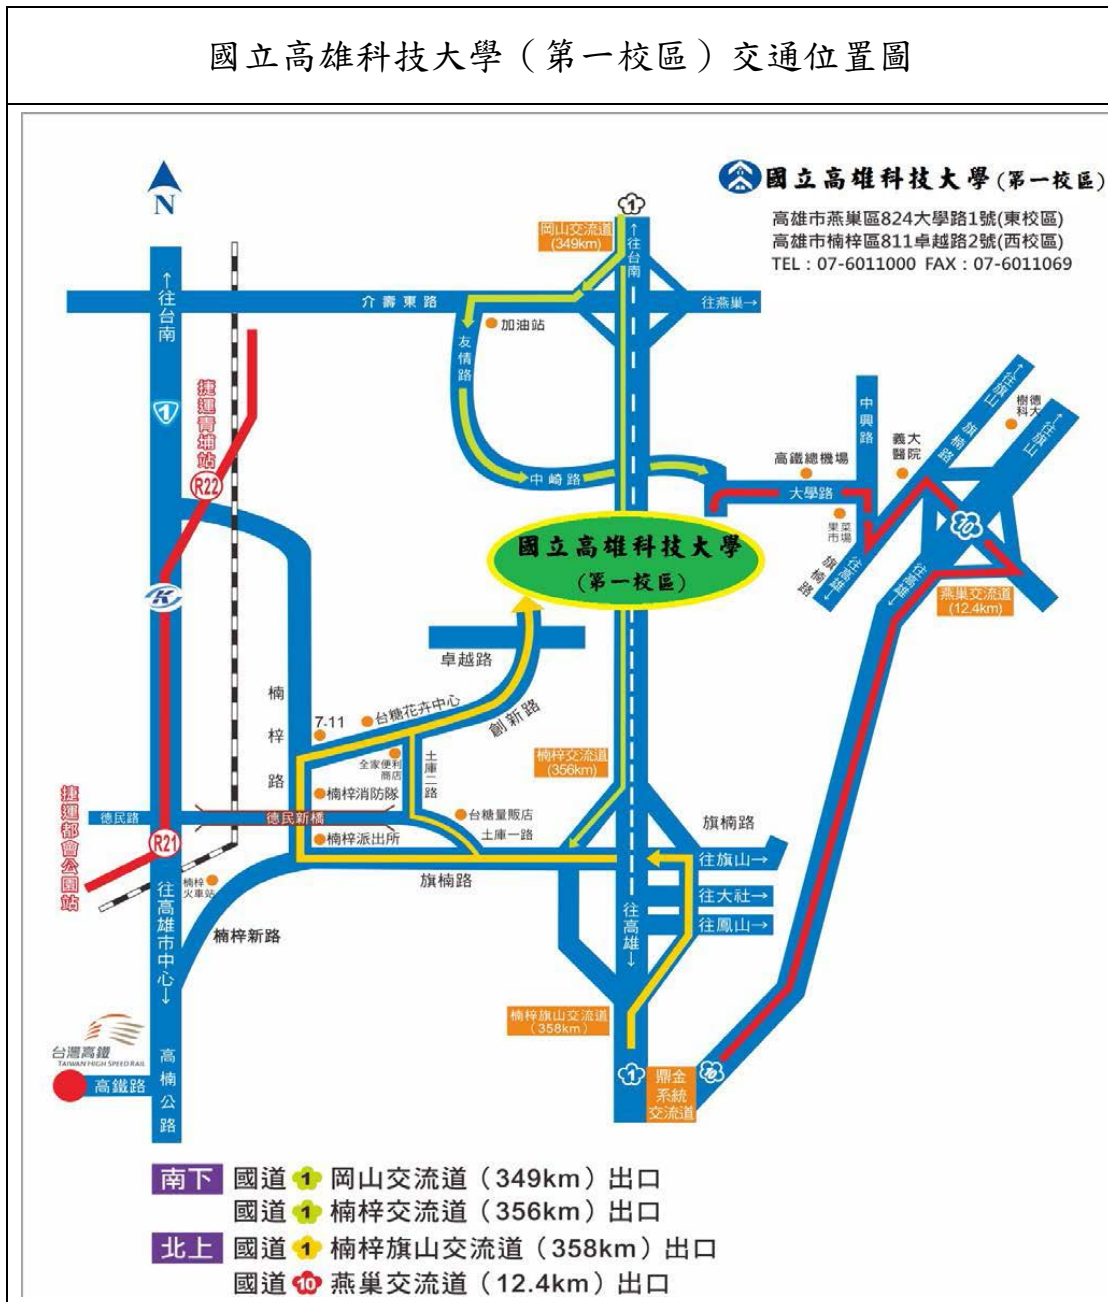 國立高雄科技大學（第一校區）交通位置圖
國立高雄科技大學(第一校區)
高雄市燕巢區824大學路1號(東校區)
高雄市楠梓區811卓越路2號(西校區)
TEL：07-6011000 FAX：07-6011069
N
1
岡山交流道
(349km)
←往台南
←往台南
介壽東路
往燕巢→
加油站
友情路
捷運青埔站
1
R22
中崎路
中興路
高鐵總機場
大學路
果菜
市場
義大
醫院
旗楠路
←往旗山
樹德
科大
←往旗山
10
旗楠路
往高雄→
往高雄→
燕巢交流道
(12.4km)
國立高雄科技大學
(第一校區)
K
卓越路
創新路
楠梓路
7-11
台糖花卉中心
全家便利
商店
土庫二路
楠梓交流道
(356km)
楠梓消防隊
德民路
德民新橋
台糖量販店
土庫一路
楠梓派出所
旗楠路
旗楠路
往旗山→
往大社→
往鳳山→
捷運都會公園站
R21
楠梓
火車站
往高雄市中心→
楠梓新路
往高雄→
楠梓旗山交流道
(358km)
台灣高鐵
TAIWAN HIGH SPEED RAIL
高鐵路
高楠公路
1
鼎金
系統
交流道
10
南下 國道 1 岡山交流道（349km）出口
國道 1 楠梓交流道（356km）出口
北上 國道 1 楠梓旗山交流道（358km）出口
國道 10 燕巢交流道（12.4km）出口